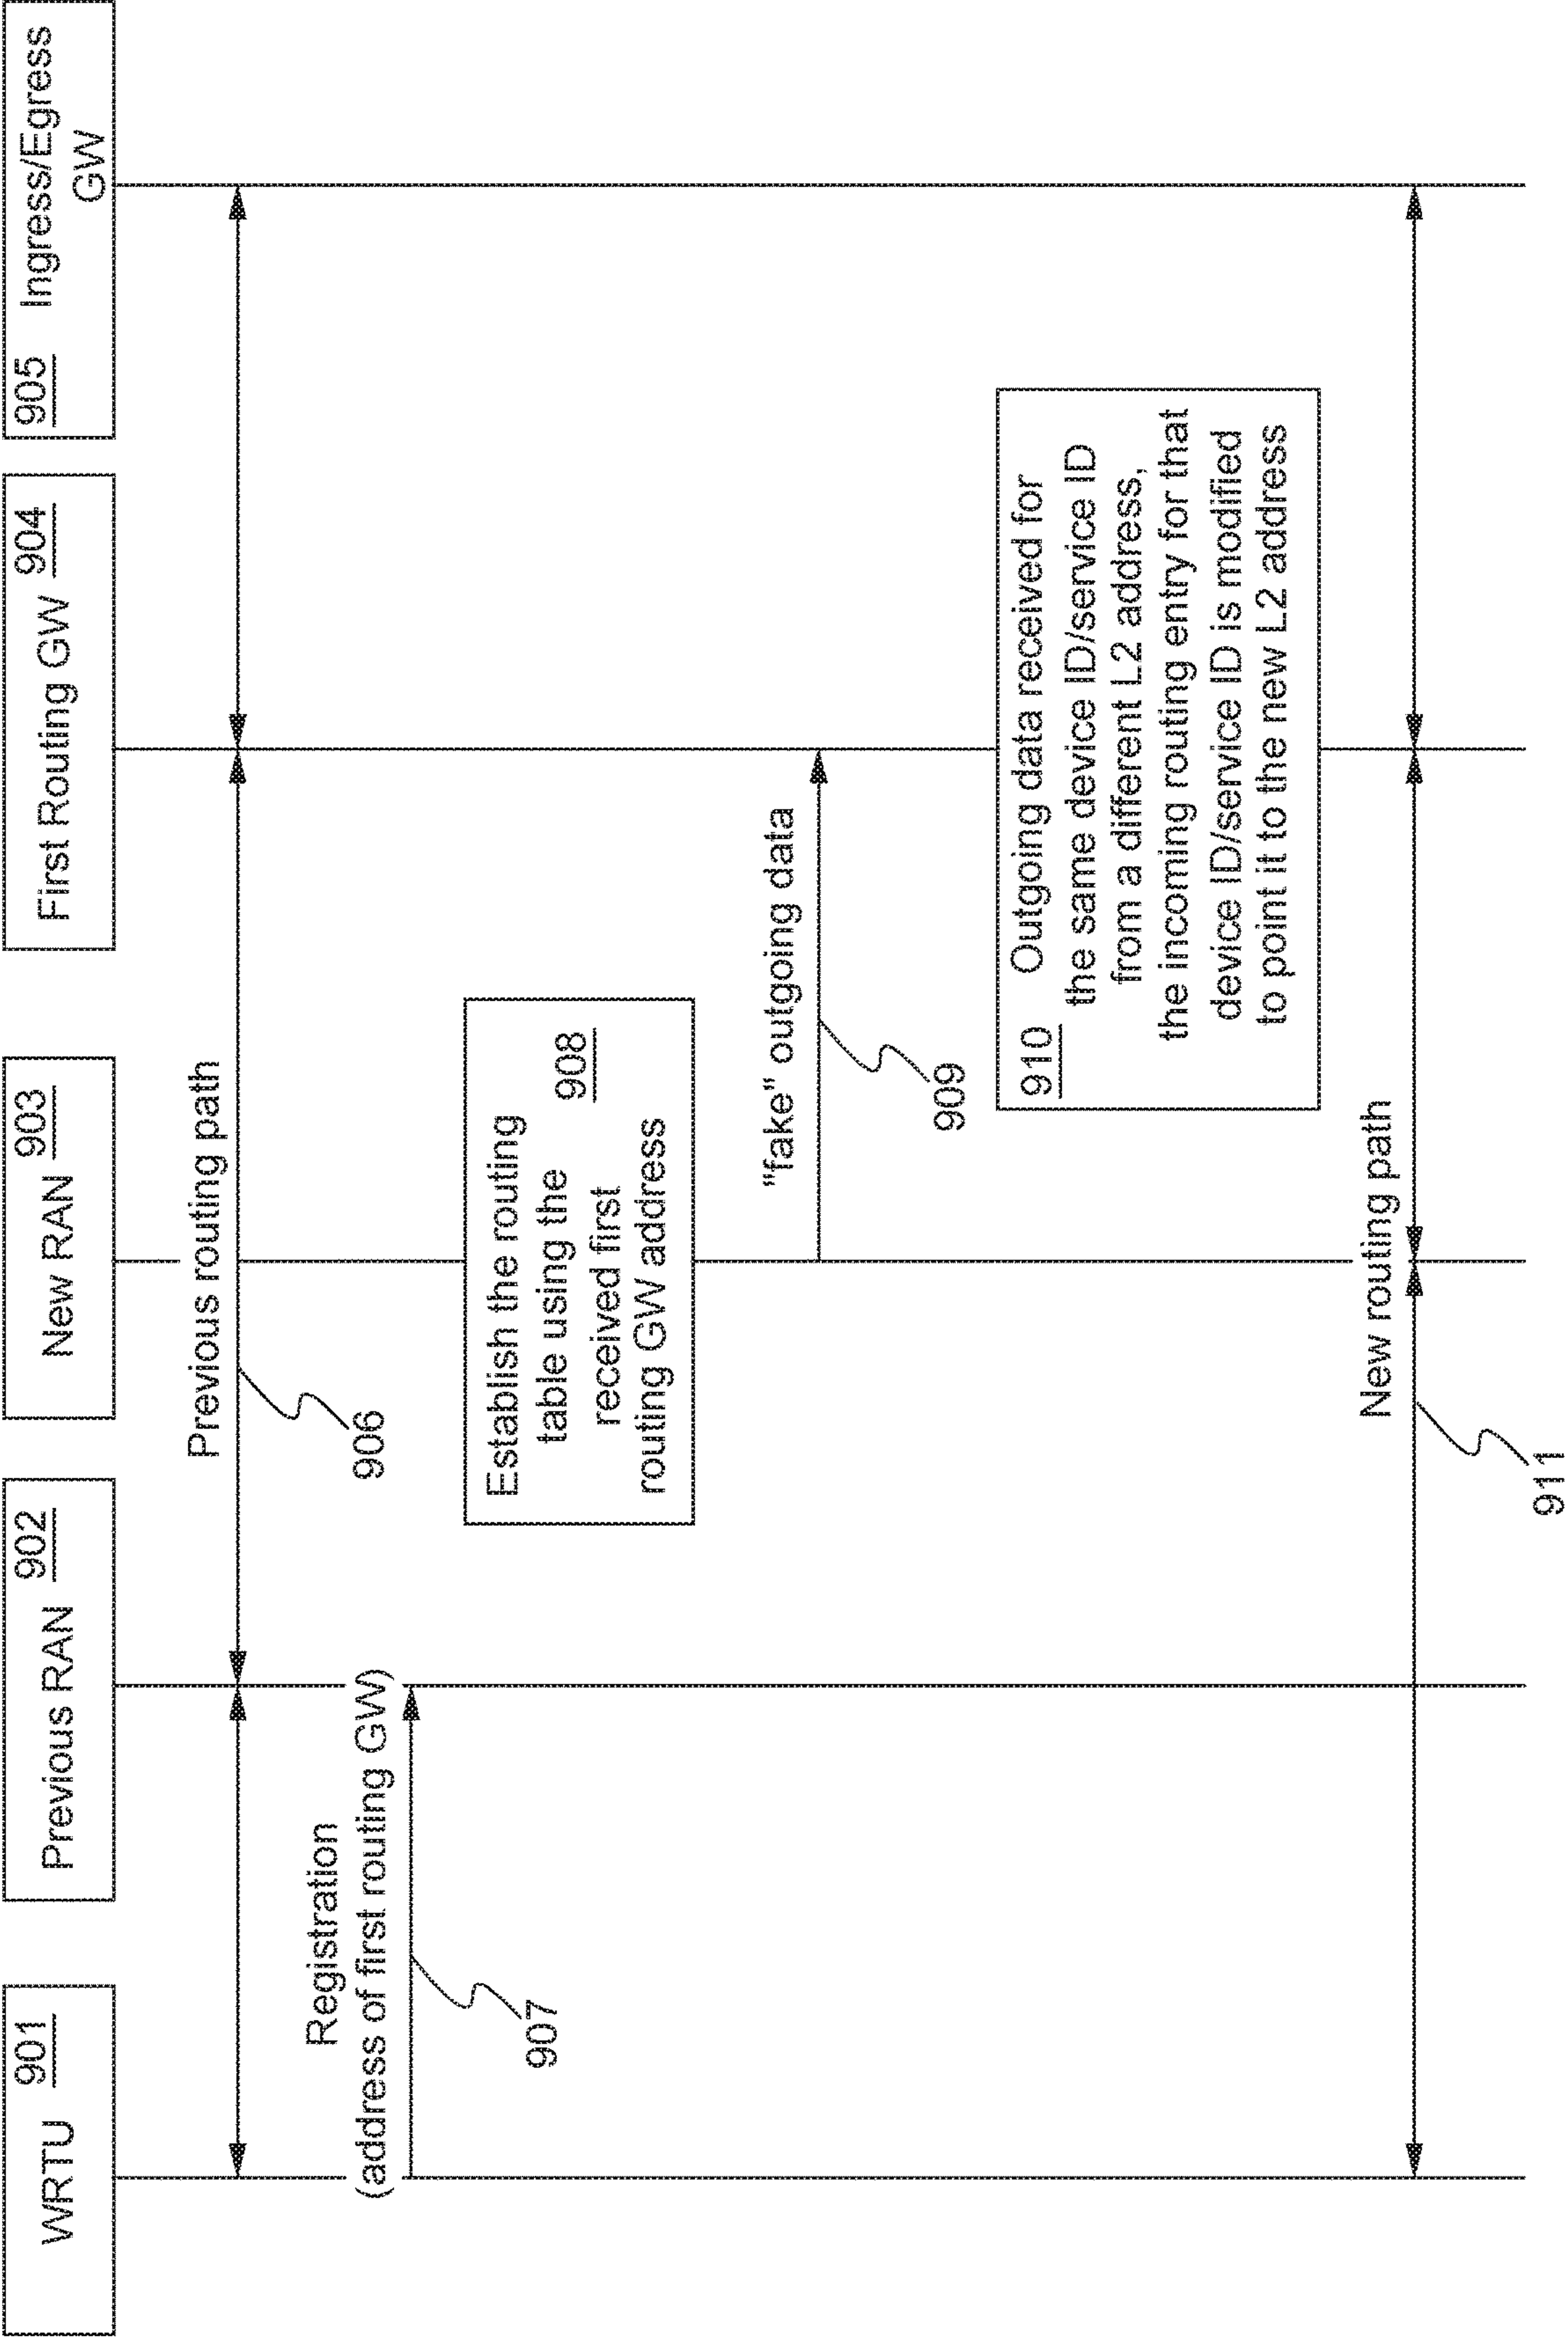 WRTU 901
Previous RAN 902
New RAN 903
First Routing GW 904
905 Ingress/Egress
GW
Previous routing path
906
Registration
(address of first routing GW)
907
Establish the routing
table using the 908
received first
routing GW address
"fake" outgoing data
909
910 Outgoing data received for
the same device ID/service ID
from a different L2 address,
the incoming routing entry for that
device ID/service ID is modified
to point it to the new L2 address
New routing path
911